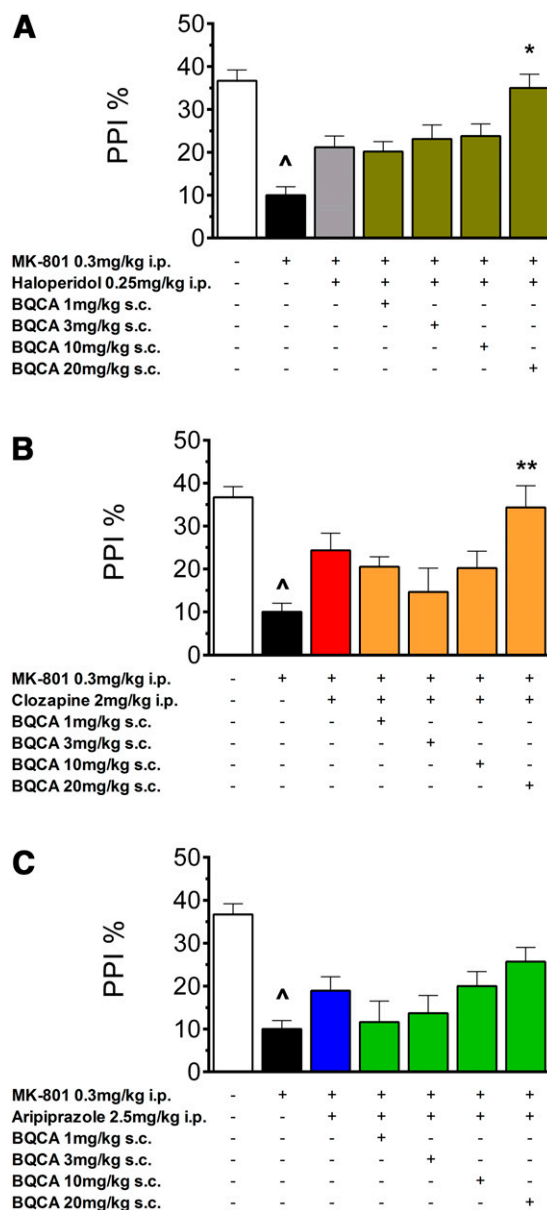 A
50
40
30
20
10
0
PPI %
^
*
MK-801 0.3mg/kg i.p. - + + + + + +
Haloperidol 0.25mg/kg i.p. - - + + + + +
BQCA 1mg/kg s.c. - - - + - - -
BQCA 3mg/kg s.c. - - - - + - -
BQCA 10mg/kg s.c. - - - - - + -
BQCA 20mg/kg s.c. - - - - - - +
B
50
40
30
20
10
0
PPI %
^
**
MK-801 0.3mg/kg i.p. - + + + + + +
Clozapine 2mg/kg i.p. - - + + + + +
BQCA 1mg/kg s.c. - - - + - - -
BQCA 3mg/kg s.c. - - - - + - -
BQCA 10mg/kg s.c. - - - - - + -
BQCA 20mg/kg s.c. - - - - - - +
C
50
40
30
20
10
0
PPI %
^
MK-801 0.3mg/kg i.p. - + + + + + +
Aripiprazole 2.5mg/kg i.p. - - + + + + +
BQCA 1mg/kg s.c. - - - + - - -
BQCA 3mg/kg s.c. - - - - + - -
BQCA 10mg/kg s.c. - - - - - + -
BQCA 20mg/kg s.c. - - - - - - +